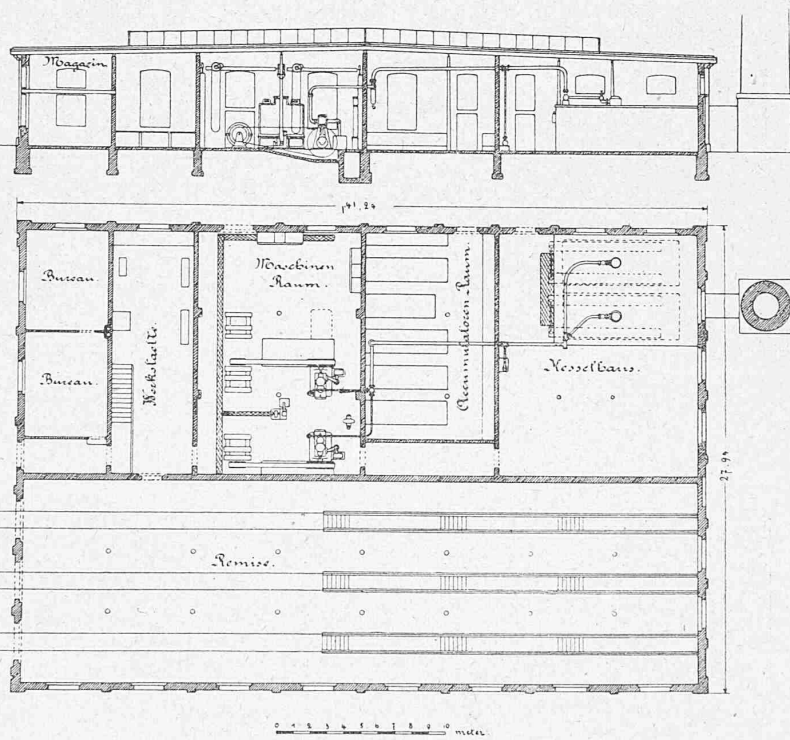 Magazin
41,24
Bureau.
Werkstaette.
Maschinen
Raum.
Accumulatoren-Raum.
Kesselhaus.
Bureau.
27.94
Remise.
0 1 2 3 4 5 6 7 8 9 10 meter.